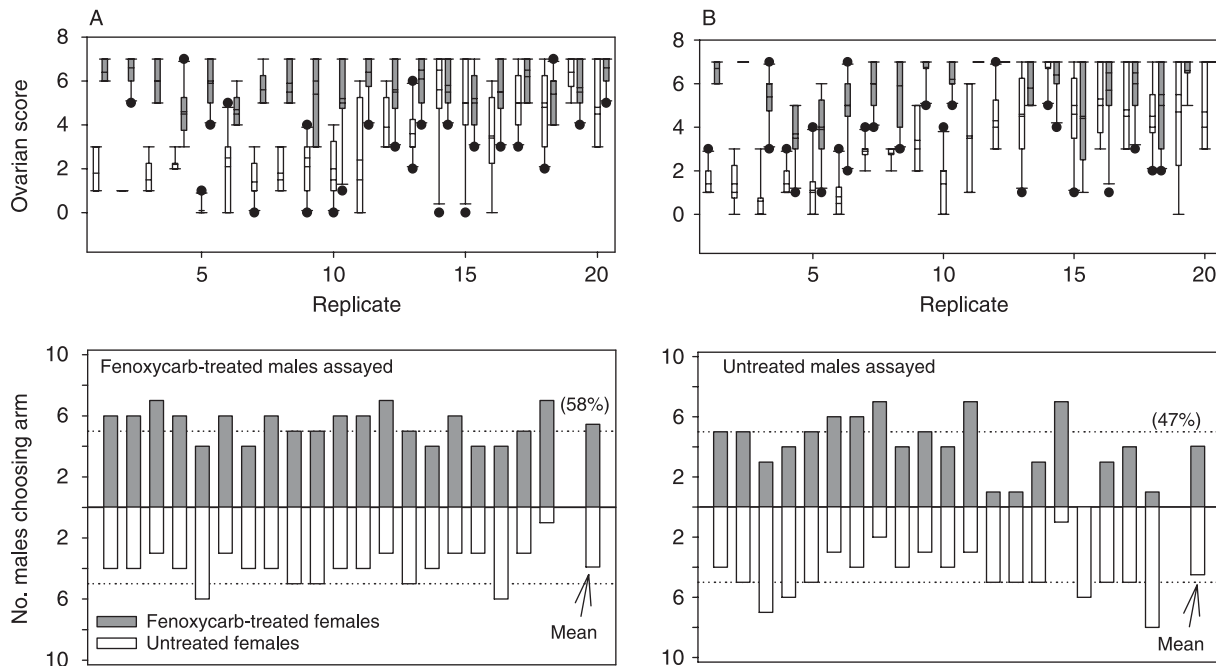 A
B
8
6
4
2
0
Ovarian score
5
10
15
20
Replicate
8
6
4
2
0
5
10
15
20
Replicate
10
6
2
2
6
10
No. males choosing arm
Fenoxycarb-treated males assayed
(58%)
Fenoxycarb-treated females
Untreated females
Mean
10
6
2
2
6
10
Untreated males assayed
(47%)
Mean